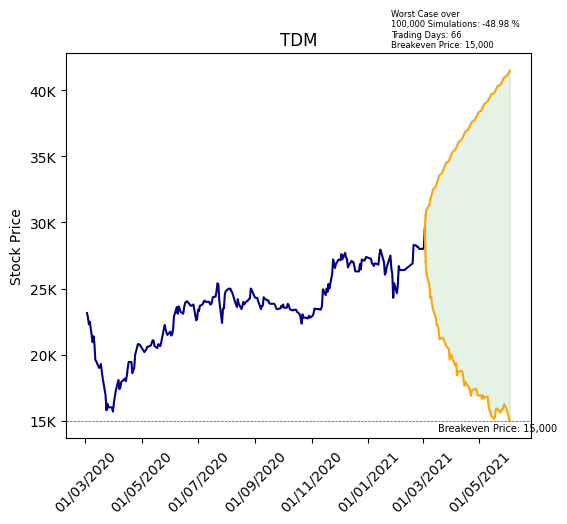 Worst Case over
100,000 Simulations: -48.98 %
Trading Days: 66
Breakeven Price: 15,000
TDM
Stock Price
40K
35K
30K
25K
20K
15K
Breakeven Price: 15,000
01/03/2020
01/05/2020
01/07/2020
01/09/2020
01/11/2020
01/01/2021
01/03/2021
01/05/2021